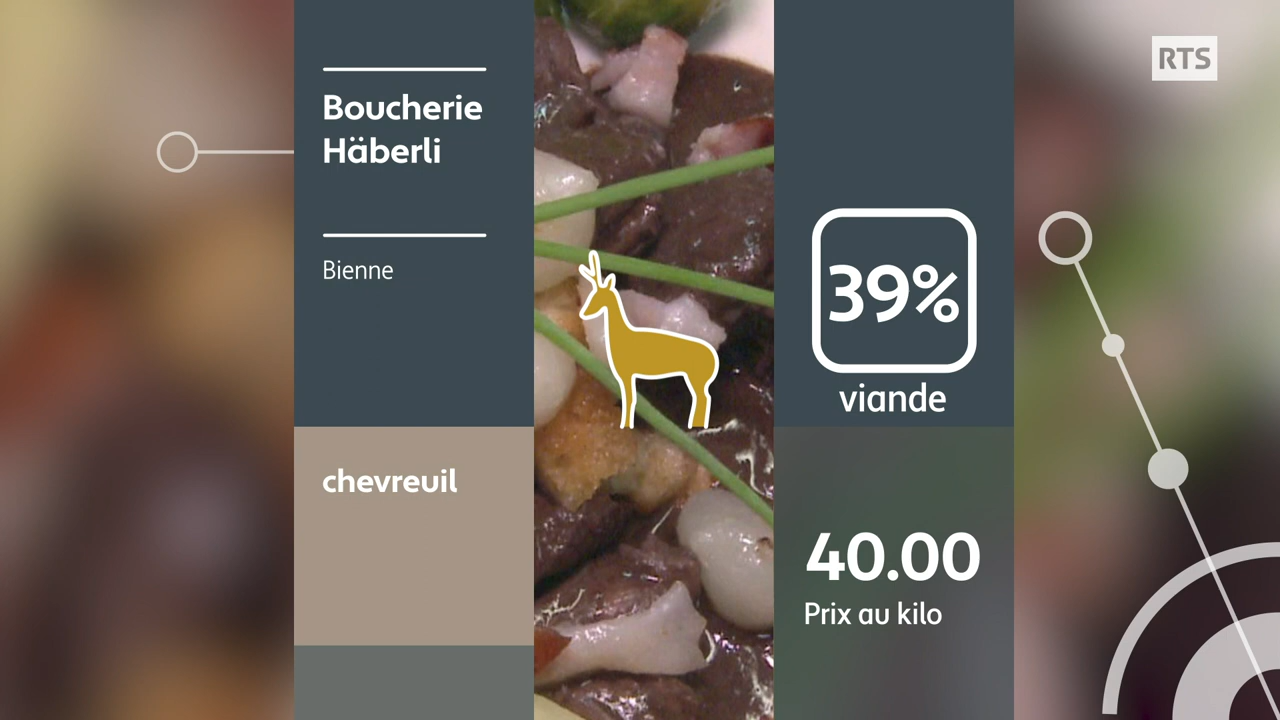 RTS
Boucherie
Häberli
Bienne
39%
viande
chevreuil
40.00
Prix au kilo